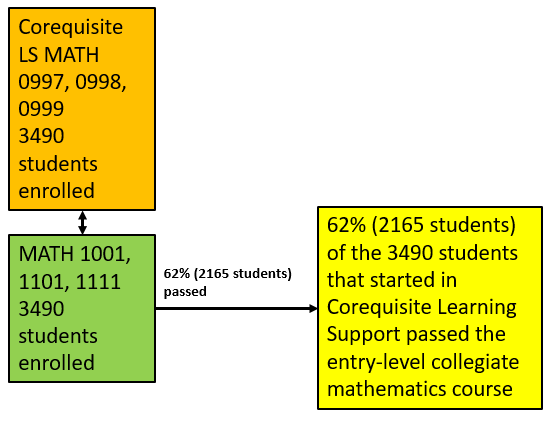 Corequisite
LS MATH
0997, 0998,
0999
3490
students
enrolled
MATH 1001,
1101, 1111
3490
students
enrolled
62% (2165 students)
passed
62% (2165 students)
of the 3490 students
that started in
Corequisite Learning
Support passed the
entry-level collegiate
mathematics course